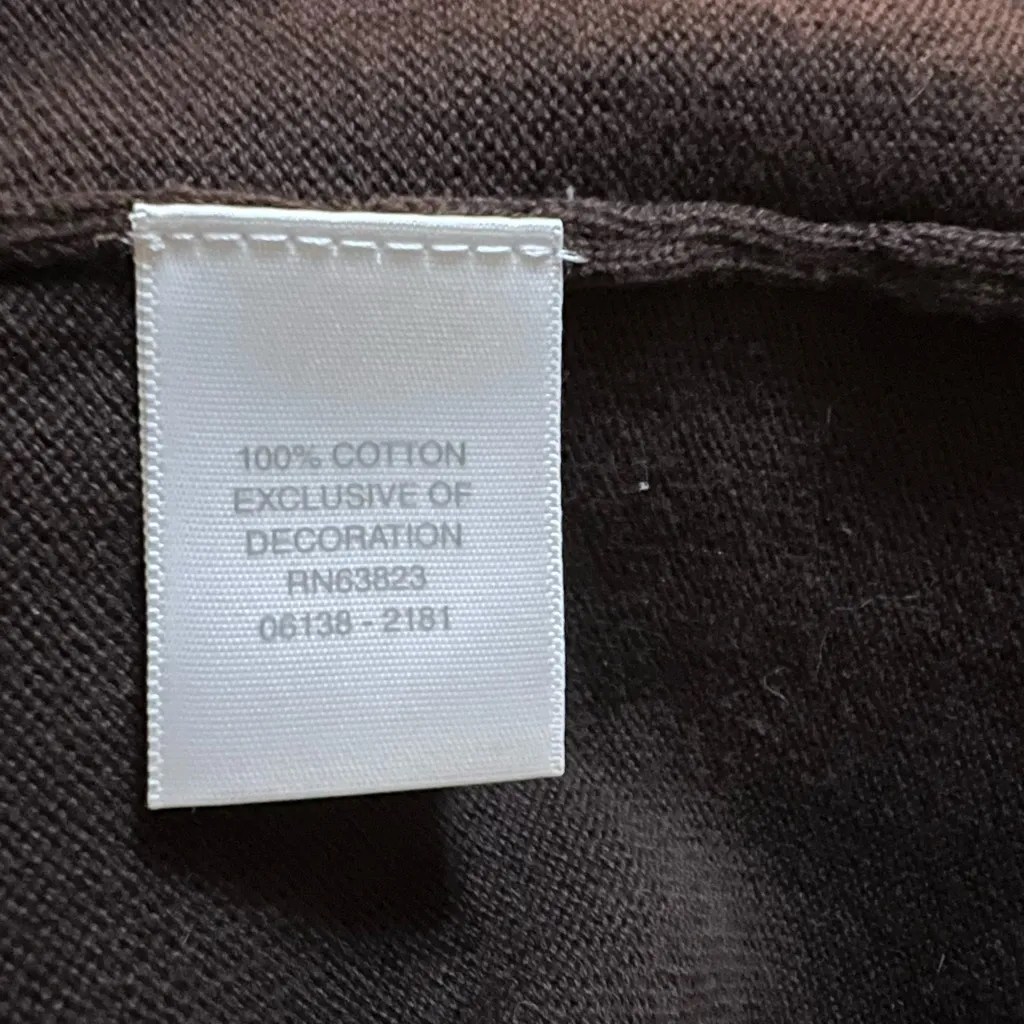 100% COTTON
EXCLUSIVE OF
DECORATION
RN63823
06138 - 2181